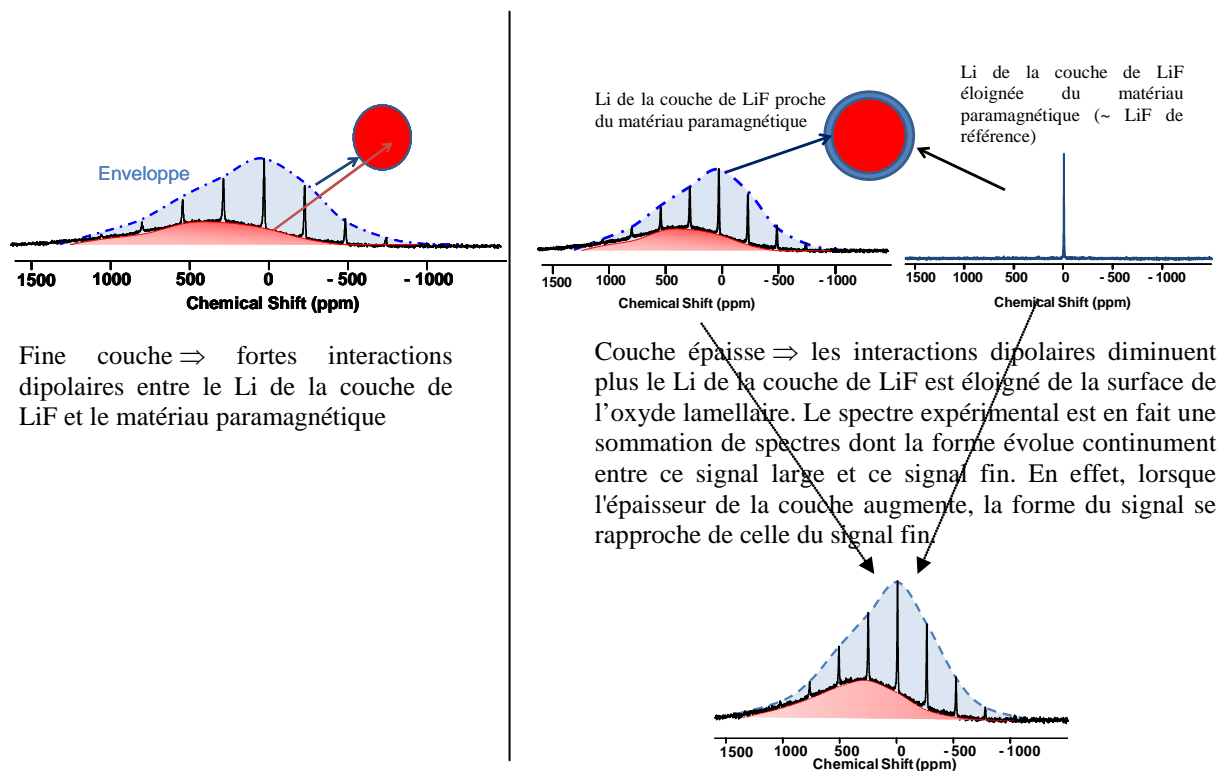 Enveloppe
1500 1000 500 0 -500 -1000
Chemical Shift (ppm)
Fine couche ⇒ fortes interactions
dipolaires entre le Li de la couche de
LiF et le matériau paramagnétique
Li de la couche de LiF proche
du matériau paramagnétique
Li de la couche de LiF
éloignée du matériau
paramagnétique (~ LiF de
référence)
1500 1000 500 0 -500 -1000
Chemical Shift (ppm)
1500 1000 500 0 -500 -1000
Chemical Shift (ppm)
Couche épaisse ⇒ les interactions dipolaires diminuent
plus le Li de la couche de LiF est éloigné de la surface de
l'oxyde lamellaire. Le spectre expérimental est en fait une
sommation de spectres dont la forme évolue continument
entre ce signal large et ce signal fin. En effet, lorsque
l'épaisseur de la couche augmente, la forme du signal se
rapproche de celle du signal fin.
1500 1000 500 0 -500 -1000
Chemical Shift (ppm)